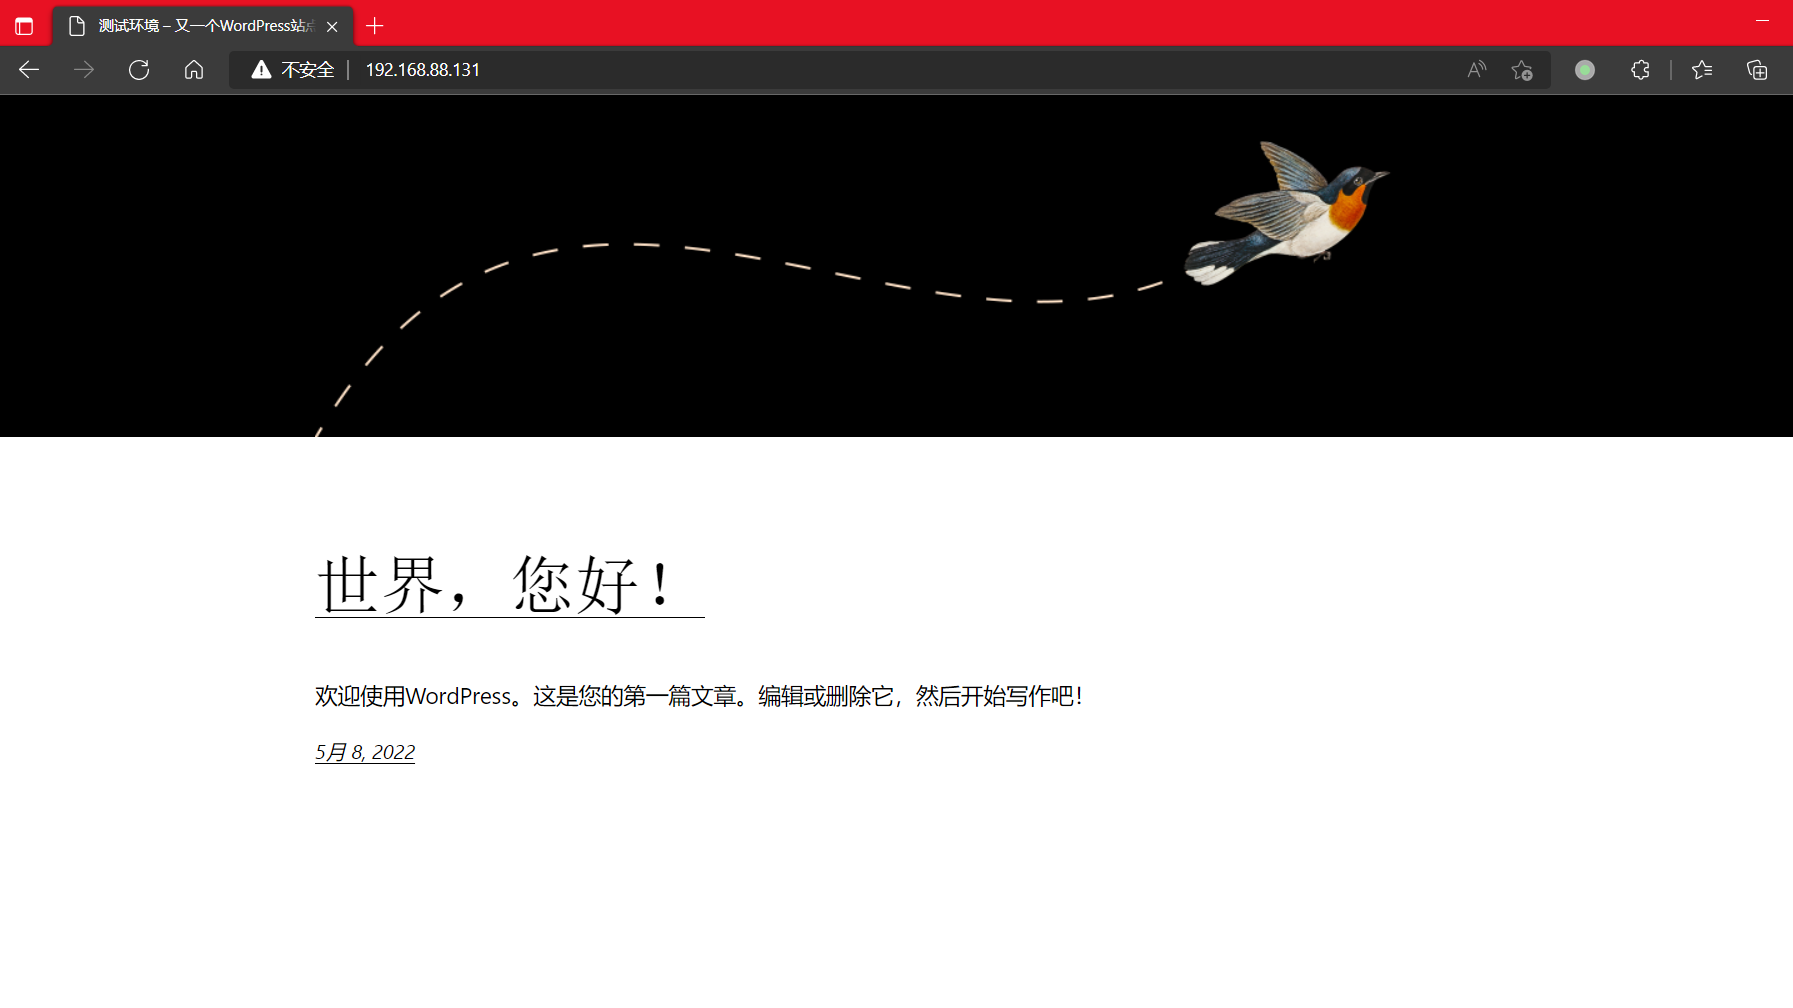 测试环境 – 又一个WordPress站点
不安全 192.168.88.131
世界，您好！
欢迎使用WordPress。这是您的第一篇文章。编辑或删除它，然后开始写作吧！
5月 8, 2022